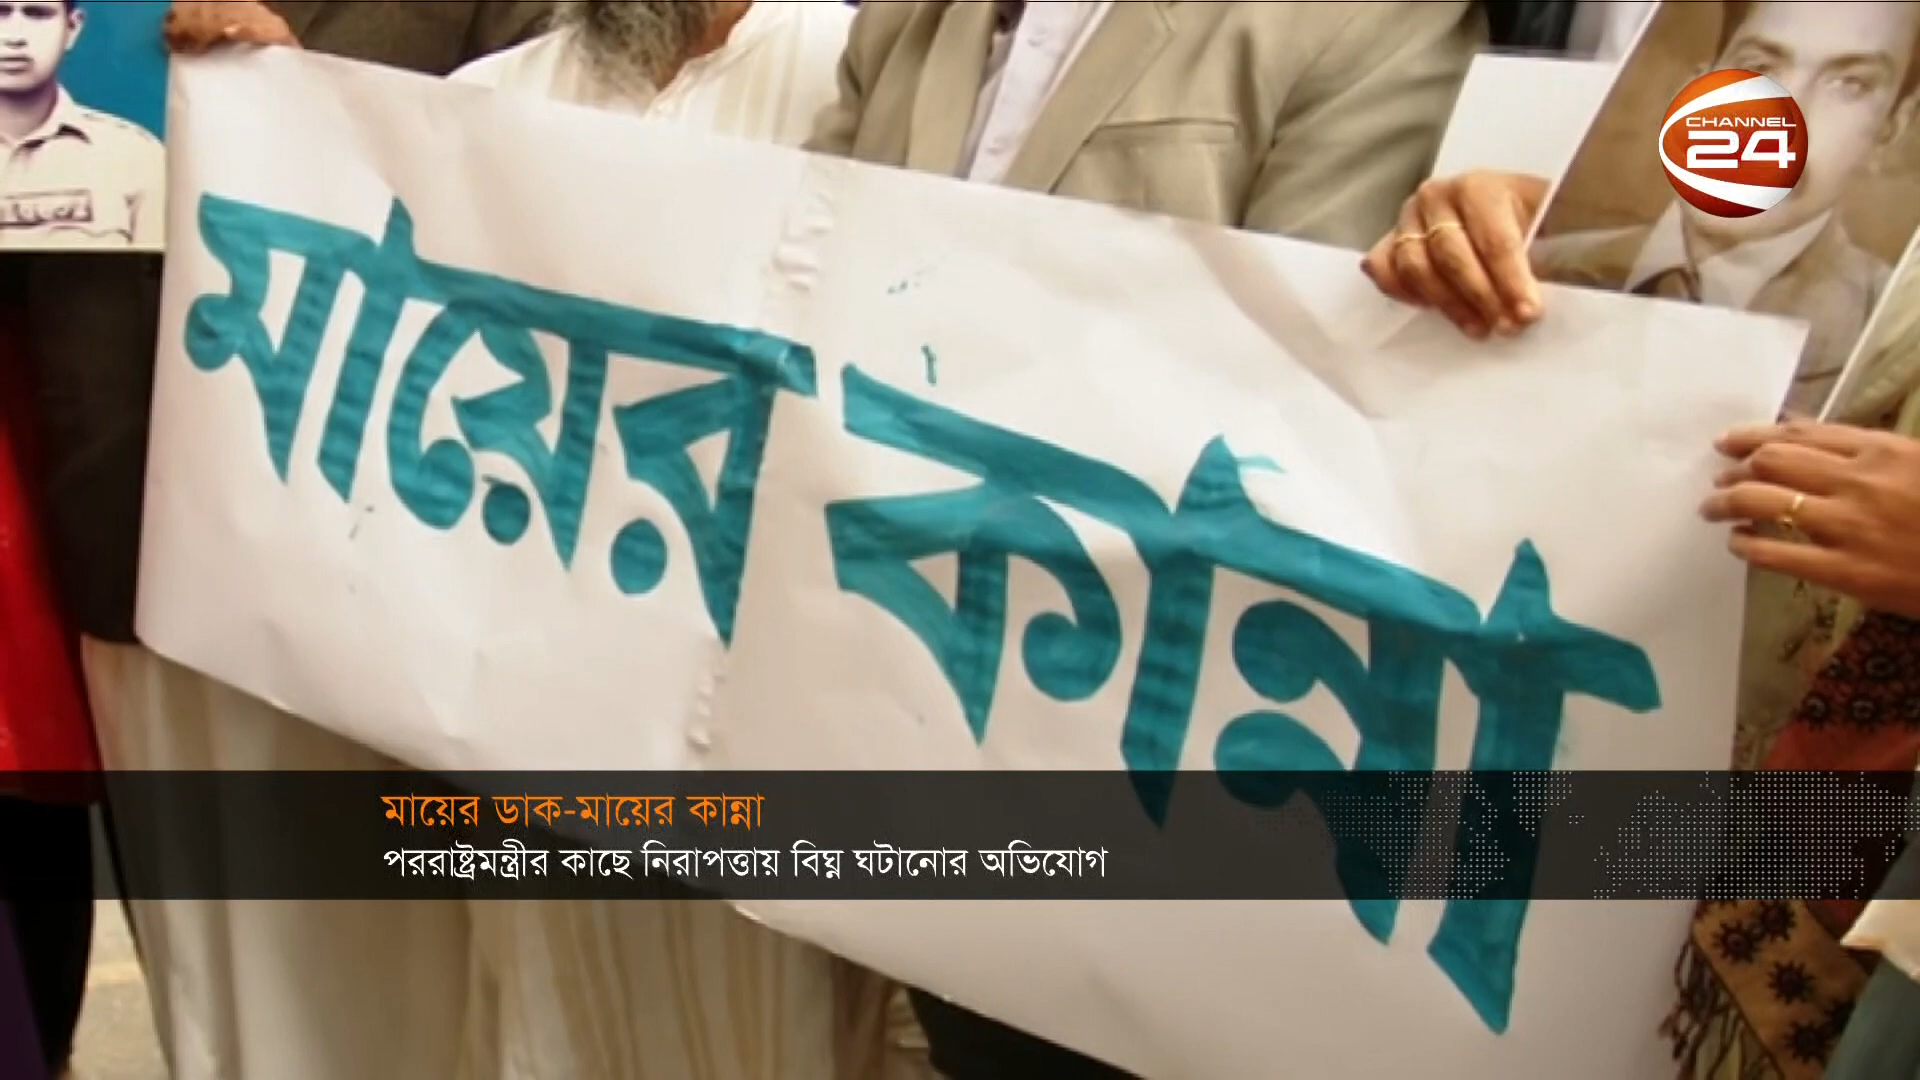 CHANNEL
24
মায়ের কান্না
মায়ের ডাক-মায়ের কান্না
পররাষ্ট্রমন্ত্রীর কাছে নিরাপত্তায় বিঘ্ন ঘটানোর অভিযোগ